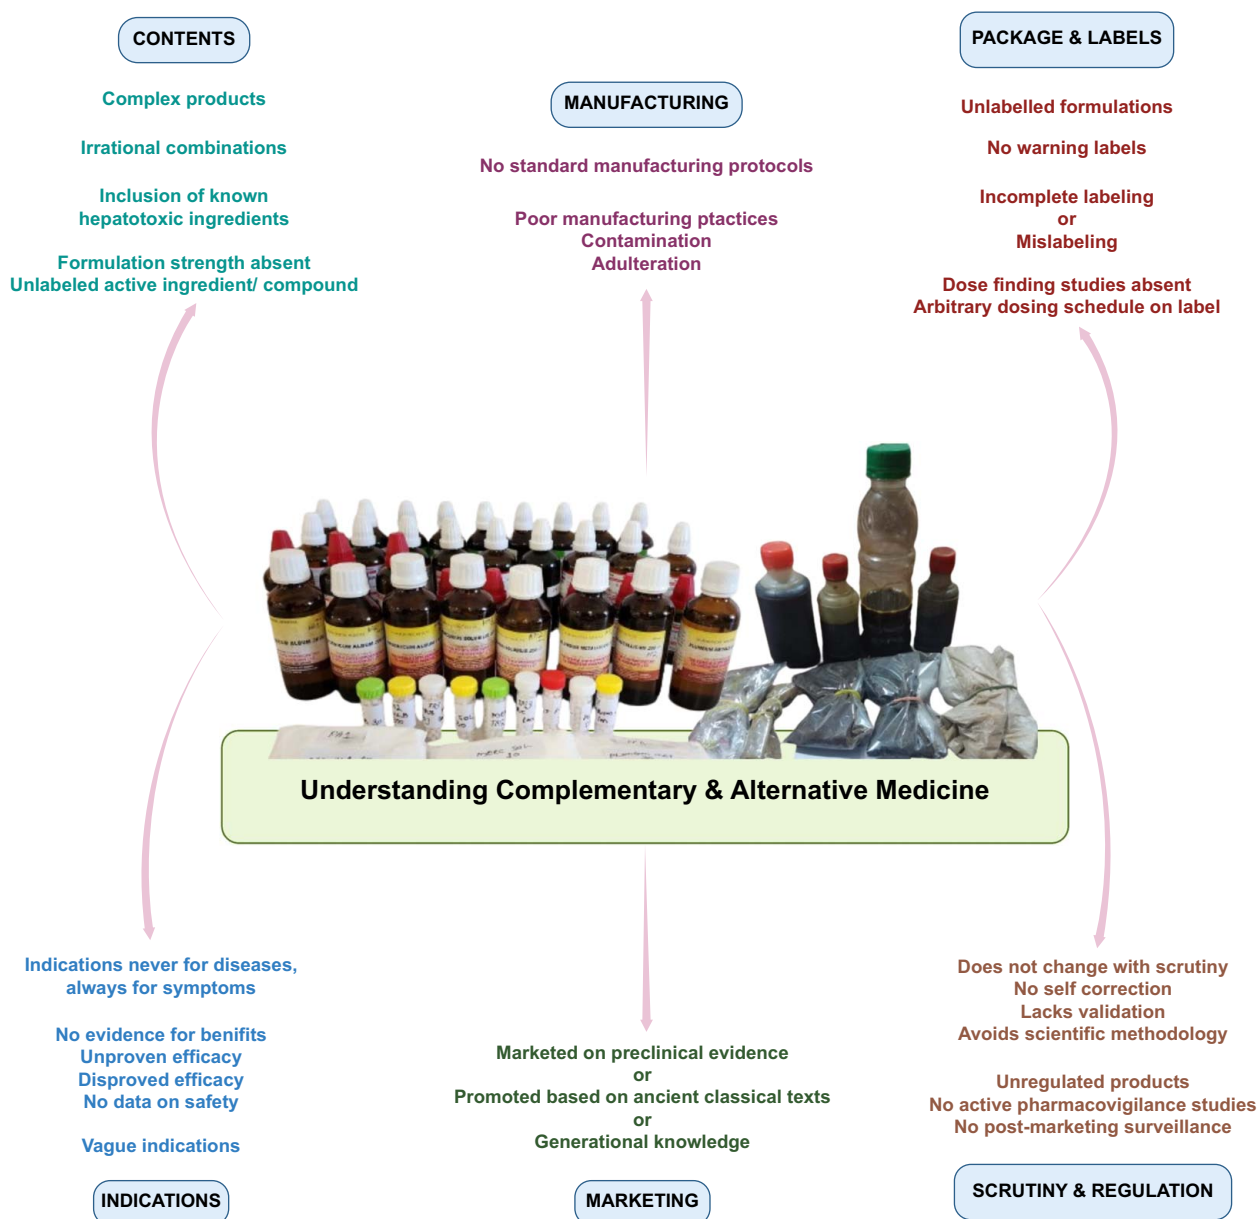 CONTENTS
Complex products
Irrational combinations
Inclusion of known
hepatotoxic ingredients
Formulation strength absent
Unlabeled active ingredient/ compound
MANUFACTURING
No standard manufacturing protocols
Poor manufacturing ptactices
Contamination
Adulteration
PACKAGE & LABELS
Unlabelled formulations
No warning labels
Incomplete labeling
or
Mislabeling
Dose finding studies absent
Arbitrary dosing schedule on label
Understanding Complementary & Alternative Medicine
Indications never for diseases,
always for symptoms
No evidence for benifits
Unproven efficacy
Disproved efficacy
No data on safety
Vague indications
INDICATIONS
Marketed on preclinical evidence
or
Promoted based on ancient classical texts
or
Generational knowledge
MARKETING
Does not change with scrutiny
No self correction
Lacks validation
Avoids scientific methodology
Unregulated products
No active pharmacovigilance studies
No post-marketing surveillance
SCRUTINY & REGULATION